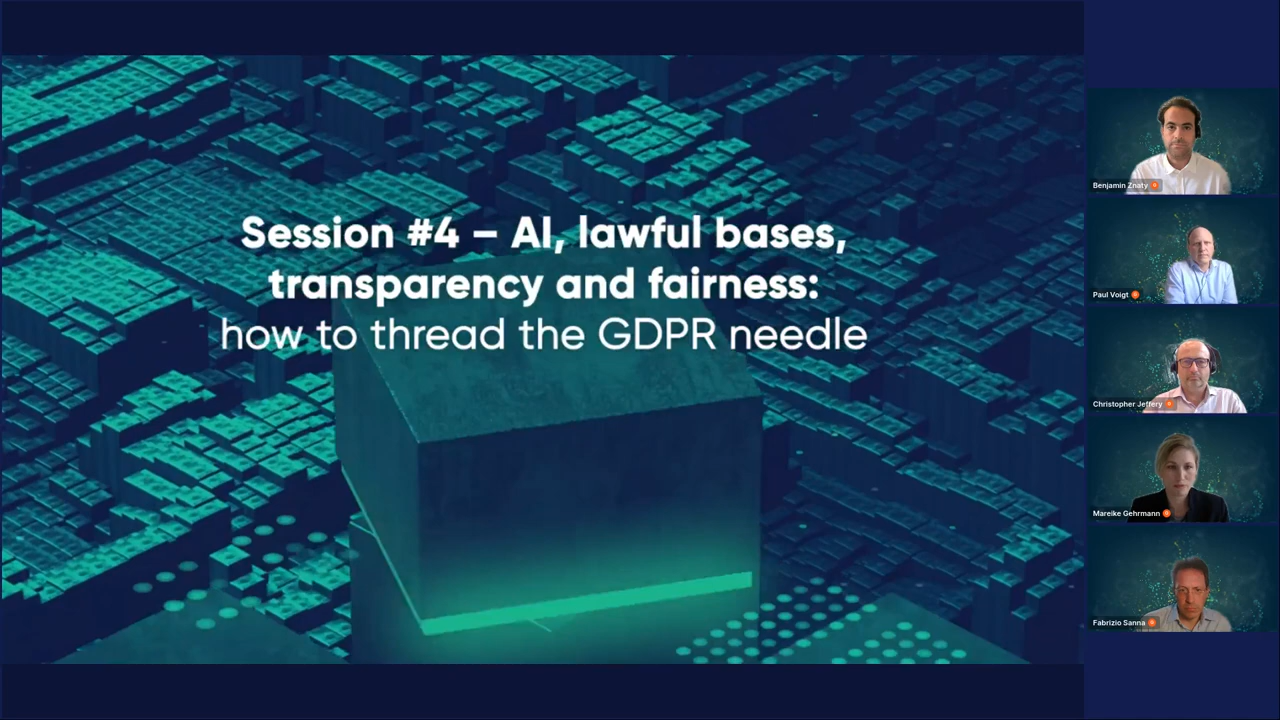 Session #4 – AI, lawful bases,
transparency and fairness:
how to thread the GDPR needle
Benjamin Znaty
Paul Voigt
Christopher Jeffery
Mareike Gehrmann
Fabrizio Sanna